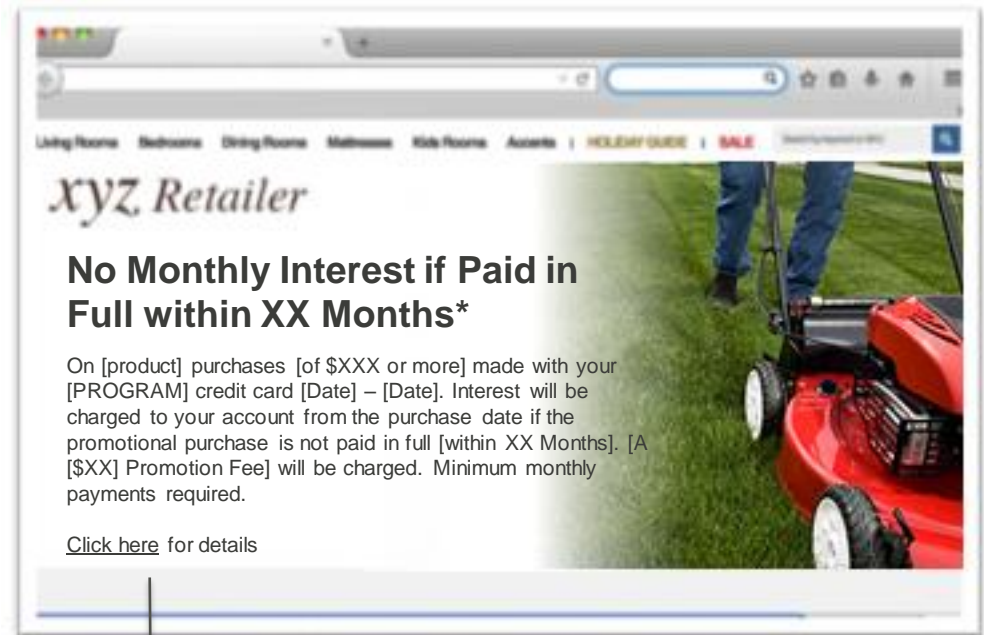 Living Rooms Bedrooms Dining Rooms Mattresses Kids Rooms Accents | HOLIDAY GUIDE | SALE
xyz Retailer
No Monthly Interest if Paid in
Full within XX Months*
On [product] purchases [of $XXX or more] made with your
[PROGRAM] credit card [Date] – [Date]. Interest will be
charged to your account from the purchase date if the
promotional purchase is not paid in full [within XX Months]. [A
[$XX] Promotion Fee] will be charged. Minimum monthly
payments required.
Click here for details